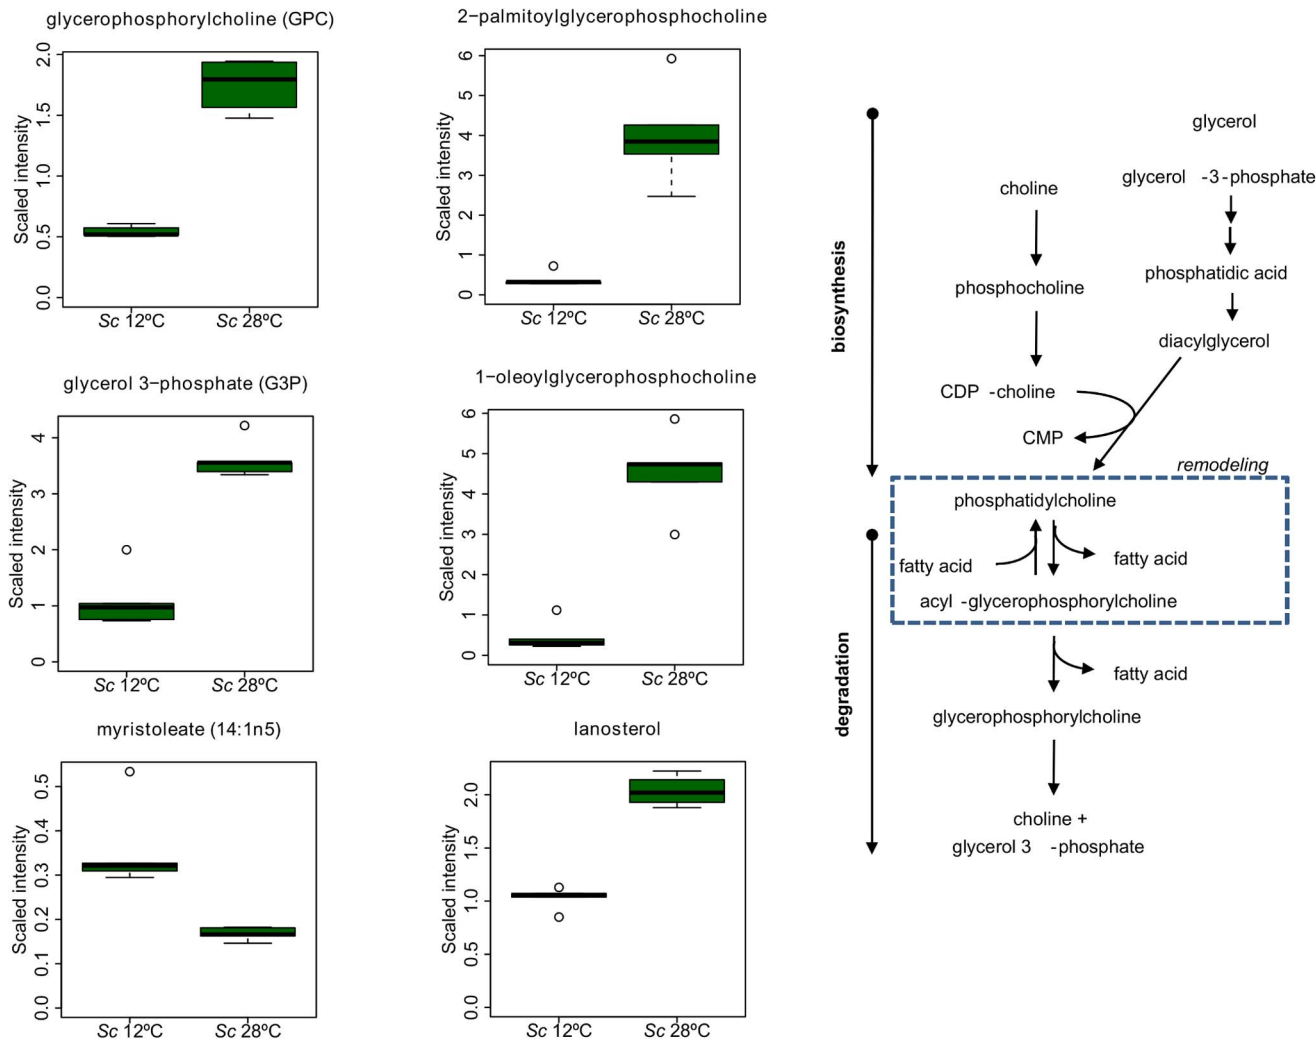 glycerophosphorylcholine (GPC)
Scaled intensity
2.0
1.5
1.0
0.5
0.0
Sc 12ºC
Sc 28ºC
2−palmitoylglycerophosphocholine
Scaled intensity
6
5
4
3
2
1
0
Sc 12ºC
Sc 28ºC
glycerol 3−phosphate (G3P)
Scaled intensity
4
3
2
1
0
Sc 12ºC
Sc 28ºC
1−oleoylglycerophosphocholine
Scaled intensity
6
5
4
3
2
1
0
Sc 12ºC
Sc 28ºC
myristoleate (14:1n5)
Scaled intensity
0.5
0.4
0.3
0.2
0.1
0.0
Sc 12ºC
Sc 28ºC
lanosterol
Scaled intensity
2.0
1.5
1.0
0.5
0.0
Sc 12ºC
Sc 28ºC
biosynthesis
degradation
glycerol
glycerol -3-phosphate
choline
phosphatidic acid
phosphocholine
diacylglycerol
CDP -choline
CMP
remodeling
phosphatidylcholine
fatty acid
fatty acid
acyl -glycerophosphorylcholine
fatty acid
glycerophosphorylcholine
choline +
glycerol 3 -phosphate